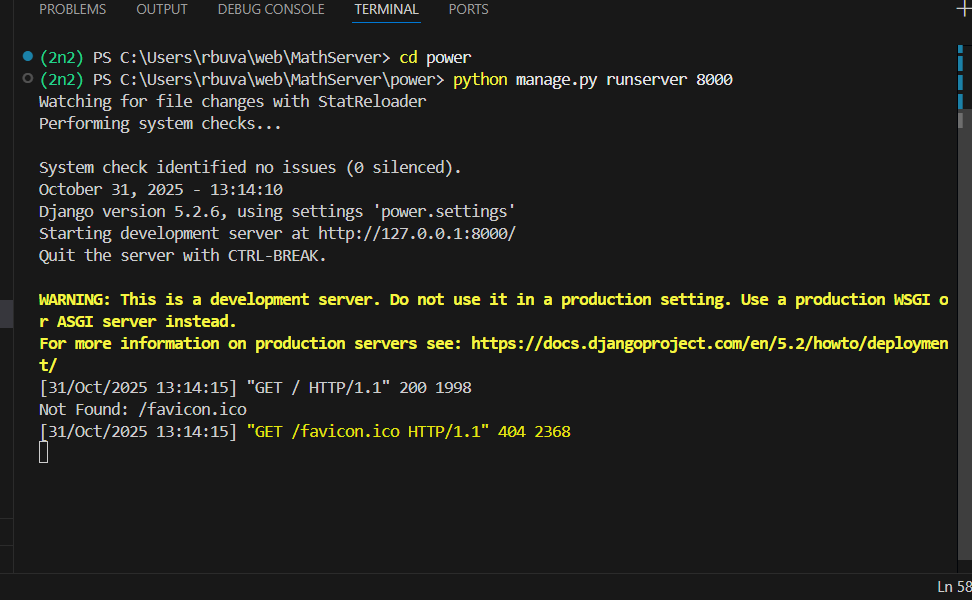 PROBLEMS OUTPUT DEBUG CONSOLE TERMINAL PORTS
(2n2) PS C:\Users\rbuva\web\MathServer> cd power
(2n2) PS C:\Users\rbuva\web\MathServer\power> python manage.py runserver 8000
Watching for file changes with StatReloader
Performing system checks...
System check identified no issues (0 silenced).
October 31, 2025 - 13:14:10
Django version 5.2.6, using settings 'power.settings'
Starting development server at http://127.0.0.1:8000/
Quit the server with CTRL-BREAK.
WARNING: This is a development server. Do not use it in a production setting. Use a production WSGI o
r ASGI server instead.
For more information on production servers see: https://docs.djangoproject.com/en/5.2/howto/deploymen
t/
[31/Oct/2025 13:14:15] "GET / HTTP/1.1" 200 1998
Not Found: /favicon.ico
[31/Oct/2025 13:14:15] "GET /favicon.ico HTTP/1.1" 404 2368
Ln 58